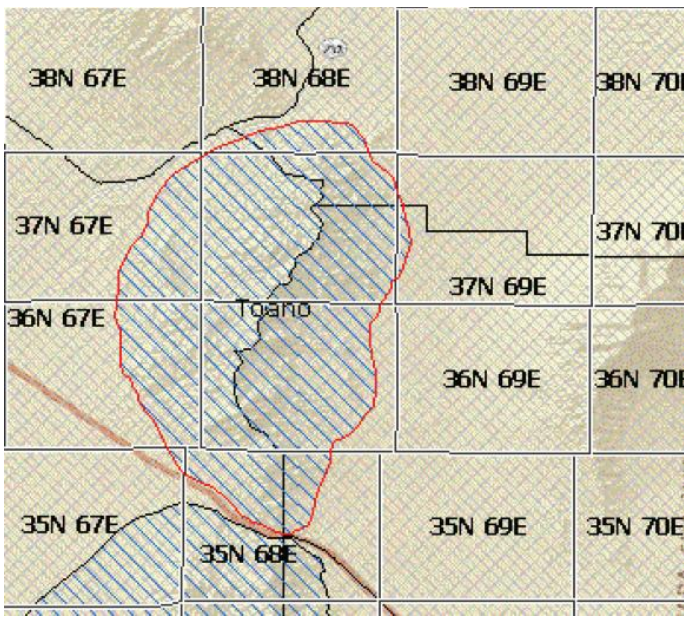 38N 67E
38N 68E
38N 69E
38N 70E
37N 67E
37N 70E
37N 69E
36N 67E
Toano
36N 69E
36N 70E
35N 67E
35N 68E
35N 69E
35N 70E